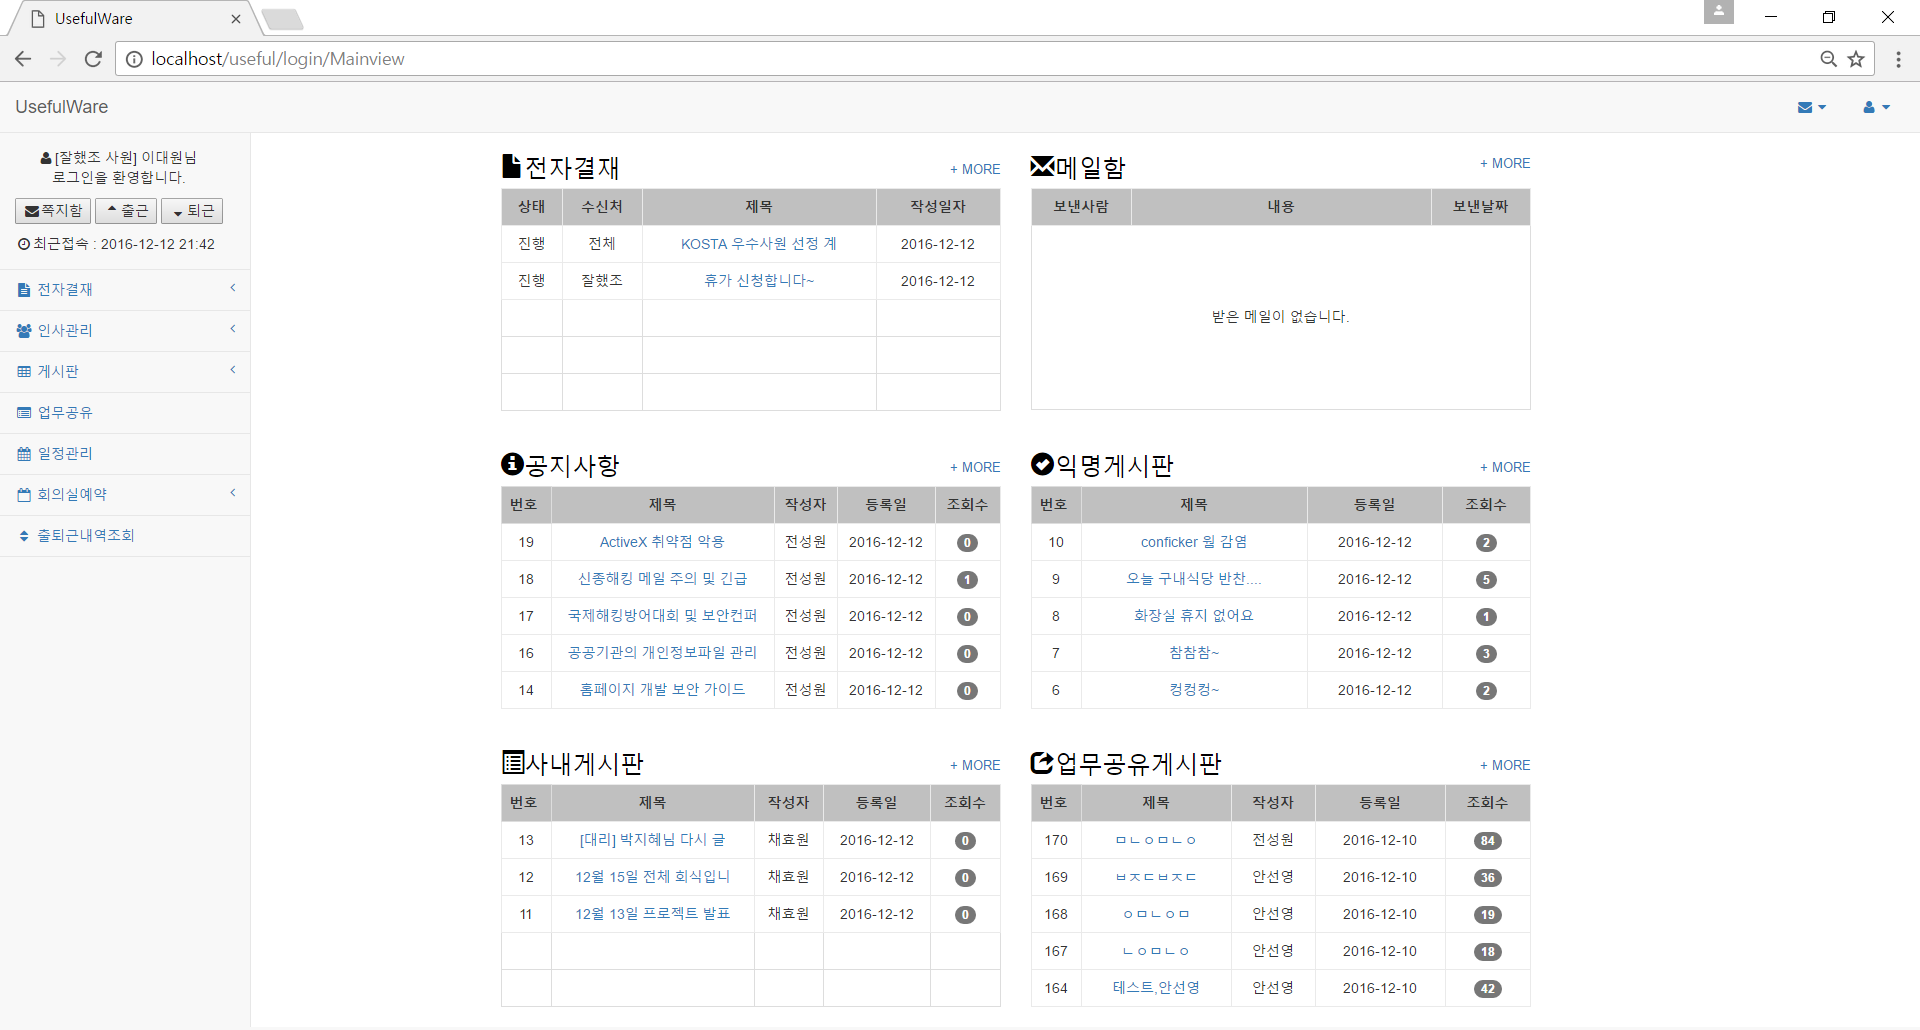 UsefulWare
localhost/useful/login/Mainview
UsefulWare
[잘했조 사원] 이대원님
로그인을 환영합니다.
쪽지함 출근 퇴근
최근접속 : 2016-12-12 21:42
전자결재
인사관리
게시판
업무공유
일정관리
회의실예약
출퇴근내역조회
전자결재 + MORE
상태 수신처 제목 작성일자
진행 전체 KOSTA 우수사원 선정 계 2016-12-12
진행 잘했조 휴가 신청합니다~ 2016-12-12
메일함 + MORE
보낸사람 내용 보낸날짜
받은 메일이 없습니다.
공지사항 + MORE
번호 제목 작성자 등록일 조회수
19 ActiveX 취약점 악용 전성원 2016-12-12 0
18 신종해킹 메일 주의 및 긴급 전성원 2016-12-12 1
17 국제해킹방어대회 및 보안컨퍼 전성원 2016-12-12 0
16 공공기관의 개인정보파일 관리 전성원 2016-12-12 0
14 홈페이지 개발 보안 가이드 전성원 2016-12-12 0
익명게시판 + MORE
번호 제목 등록일 조회수
10 conficker 웜 감염 2016-12-12 2
9 오늘 구내식당 반찬.... 2016-12-12 5
8 화장실 휴지 없어요 2016-12-12 1
7 참참참~ 2016-12-12 3
6 컹컹컹~ 2016-12-12 2
사내게시판 + MORE
번호 제목 작성자 등록일 조회수
13 [대리] 박지혜님 다시 글 채효원 2016-12-12 0
12 12월 15일 전체 회식입니 채효원 2016-12-12 0
11 12월 13일 프로젝트 발표 채효원 2016-12-12 0
업무공유게시판 + MORE
번호 제목 작성자 등록일 조회수
170 ㅁㄴㅇㅁㄴㅇ 전성원 2016-12-10 84
169 ㅂㅈㄷㅂㅈㄷ 안선영 2016-12-10 36
168 ㅇㅁㄴㅇㅁ 안선영 2016-12-10 19
167 ㄴㅇㅁㄴㅇ 안선영 2016-12-10 18
164 테스트,안선영 안선영 2016-12-10 42